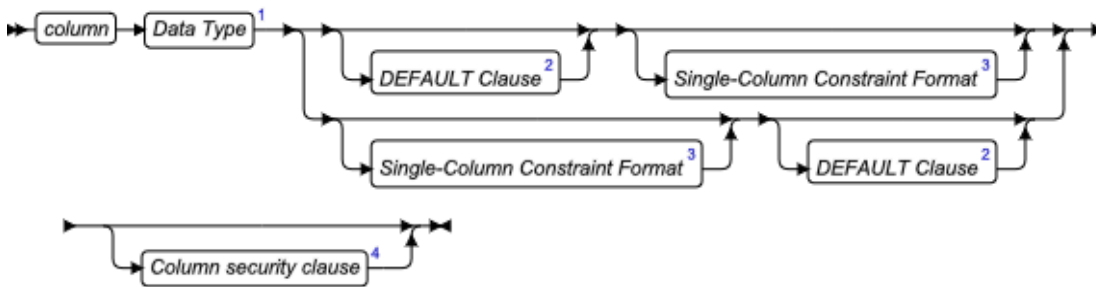 column Data Type 1
DEFAULT Clause 2 Single-Column Constraint Format 3
Single-Column Constraint Format 3 DEFAULT Clause 2
Column security clause 4